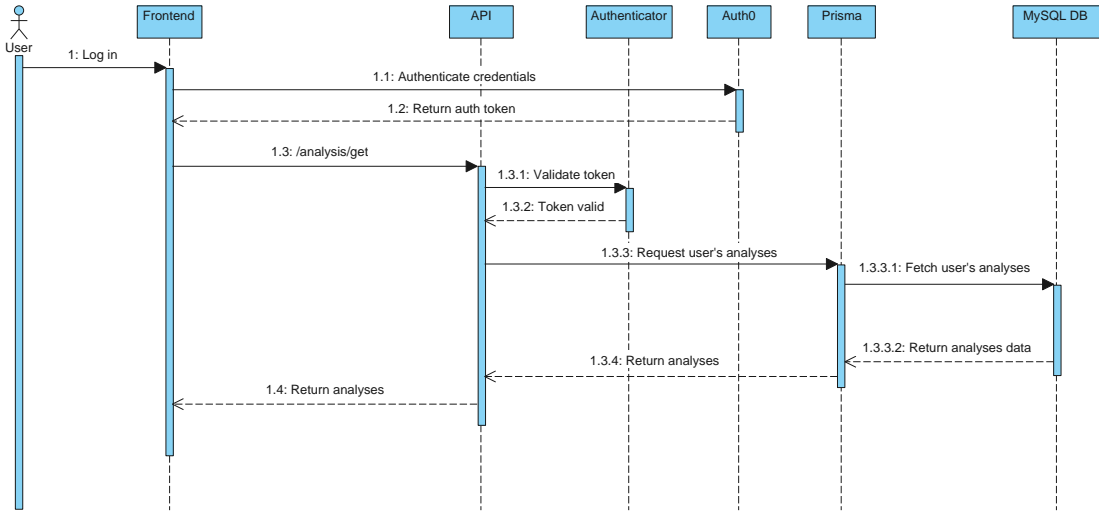 Frontend
API
Authenticator
Auth0
Prisma
MySQL DB
User
1: Log in
1.1: Authenticate credentials
1.2: Return auth token
1.3: /analysis/get
1.3.1: Validate token
1.3.2: Token valid
1.3.3: Request user's analyses
1.3.3.1: Fetch user's analyses
1.3.3.2: Return analyses data
1.3.4: Return analyses
1.4: Return analyses